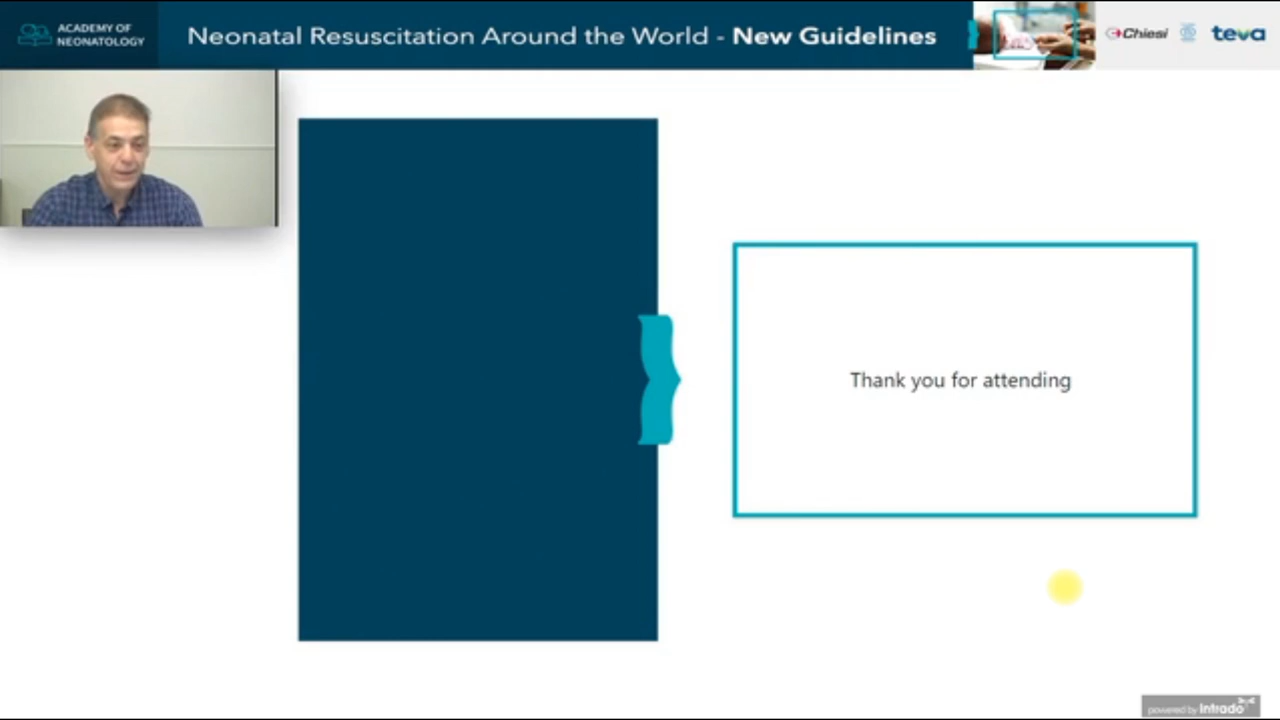 ACADEMY OF
NEONATOLOGY
Neonatal Resuscitation Around the World - New Guidelines
Chiesi
teva
Thank you for attending
powered by intrado